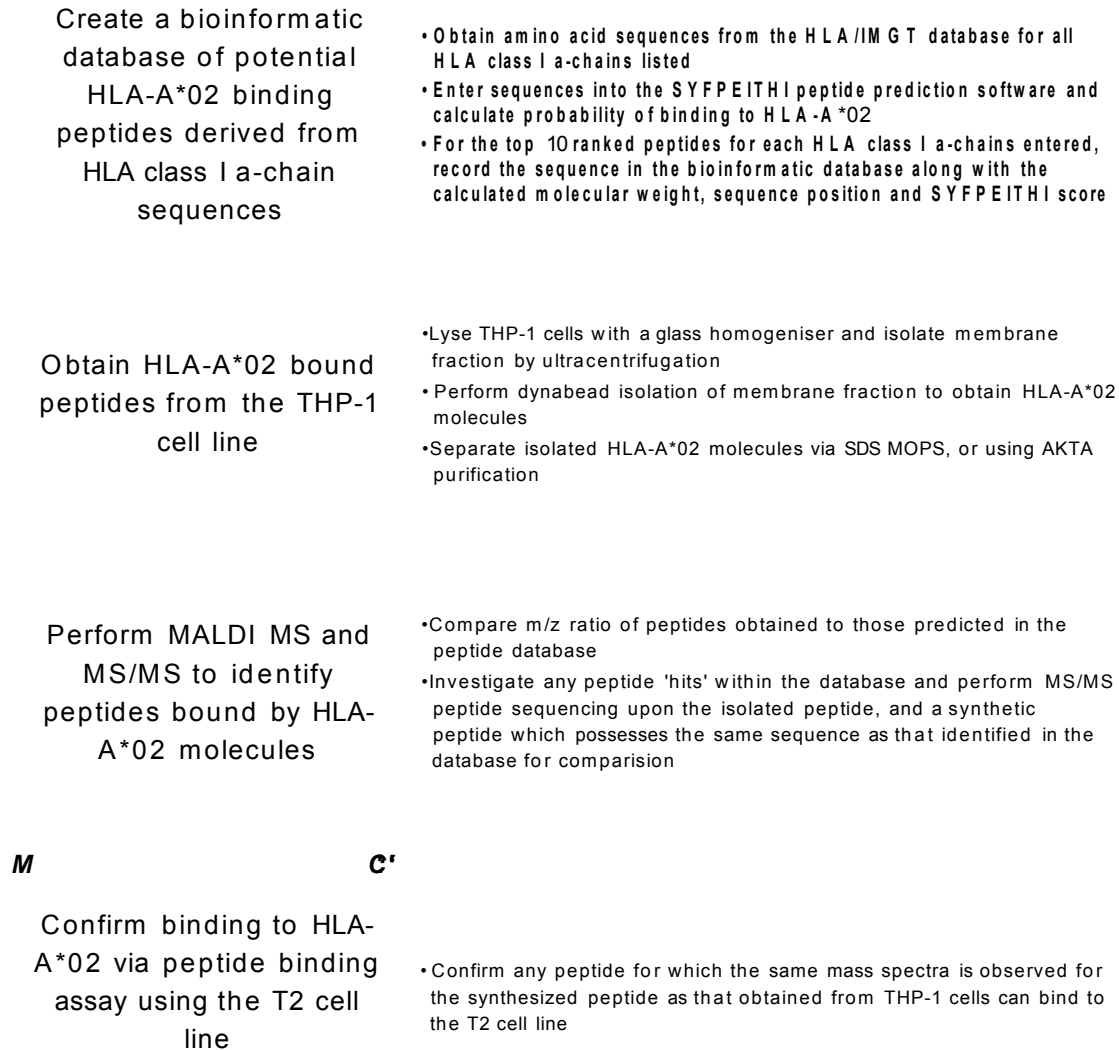 Create a bioinformatic
database of potential
HLA-A*02 binding
peptides derived from
HLA class I a-chain
sequences
• Obtain amino acid sequences from the HLA/IMGT database for all
HLA class I a-chains listed
• Enter sequences into the SYFPEITHI peptide prediction software and
calculate probability of binding to HLA-A*02
• For the top 10 ranked peptides for each HLA class I a-chains entered,
record the sequence in the bioinformatic database along with the
calculated molecular weight, sequence position and SYFPEITHI score
Obtain HLA-A*02 bound
peptides from the THP-1
cell line
•Lyse THP-1 cells with a glass homogeniser and isolate membrane
fraction by ultracentrifugation
• Perform dynabead isolation of membrane fraction to obtain HLA-A*02
molecules
•Separate isolated HLA-A*02 molecules via SDS MOPS, or using AKTA
purification
Perform MALDI MS and
MS/MS to identify
peptides bound by HLA-
A*02 molecules
•Compare m/z ratio of peptides obtained to those predicted in the
peptide database
•Investigate any peptide 'hits' within the database and perform MS/MS
peptide sequencing upon the isolated peptide, and a synthetic
peptide which possesses the same sequence as that identified in the
database for comparision
M C'
Confirm binding to HLA-
A*02 via peptide binding
assay using the T2 cell
line
• Confirm any peptide for which the same mass spectra is observed for
the synthesized peptide as that obtained from THP-1 cells can bind to
the T2 cell line